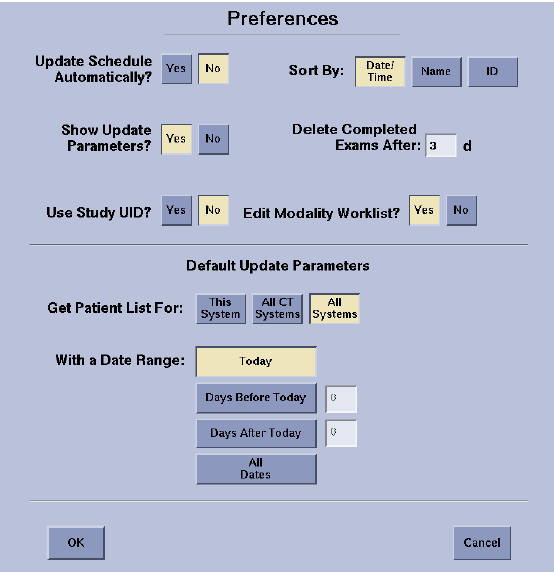 Preferences
Update Schedule
Automatically?
Yes
No
Sort By:
Date/
Time
Name
ID
Show Update
Parameters?
Yes
No
Delete Completed
Exams After:
3
d
Use Study UID?
Yes
No
Edit Modality Worklist?
Yes
No
Default Update Parameters
Get Patient List For:
This
System
All CT
Systems
All
Systems
With a Date Range:
Today
Days Before Today
0
Days After Today
0
All
Dates
OK
Cancel